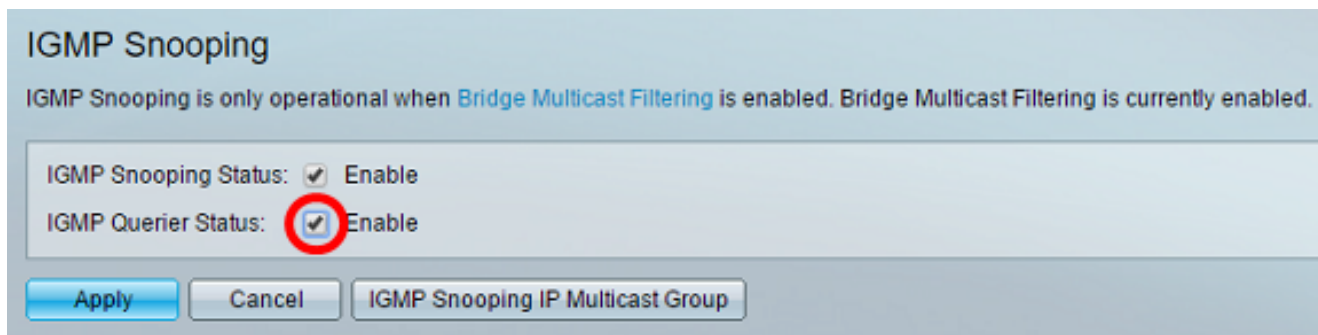 IGMP Snooping
IGMP Snooping is only operational when Bridge Multicast Filtering is enabled. Bridge Multicast Filtering is currently enabled.
IGMP Snooping Status: Enable
IGMP Querier Status: Enable
Apply Cancel IGMP Snooping IP Multicast Group